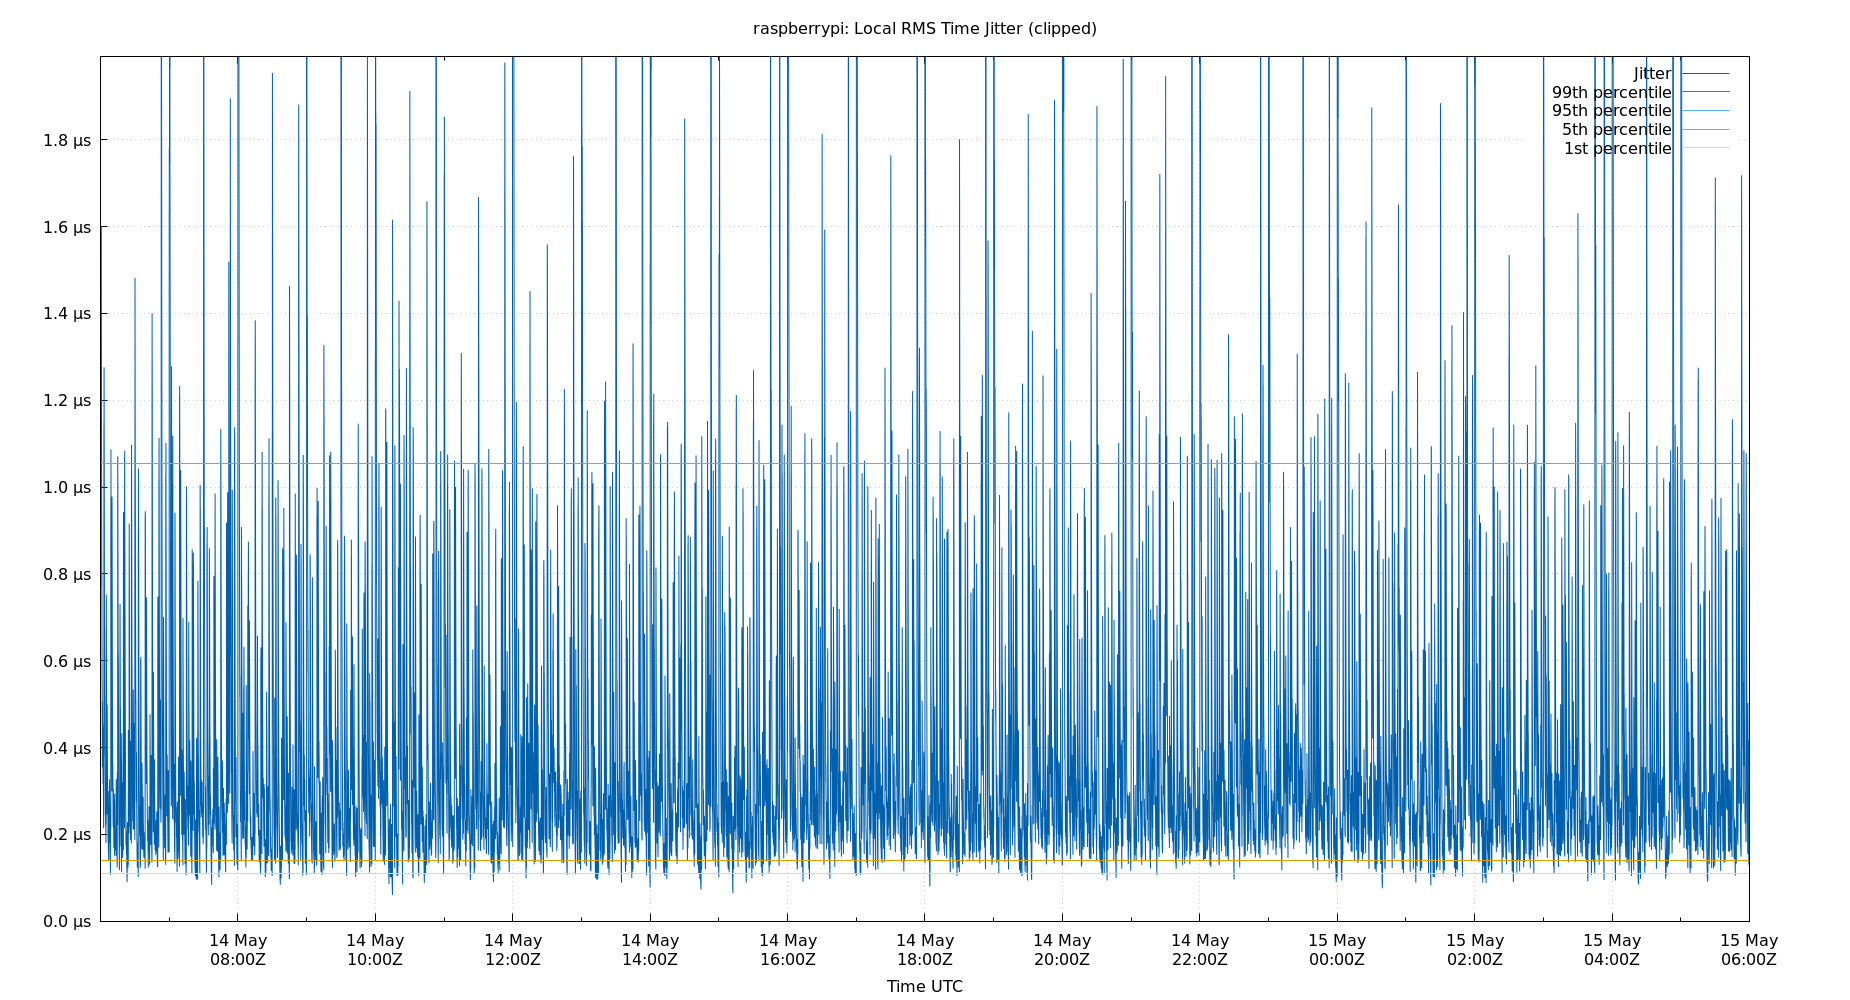 raspberrypi: Local RMS Time Jitter (clipped)
Jitter
99th percentile
95th percentile
5th percentile
1st percentile
1.8 µs
1.6 µs
1.4 µs
1.2 µs
1.0 µs
0.8 µs
0.6 µs
0.4 µs
0.2 µs
0.0 µs
14 May 14 May 14 May 14 May 14 May 14 May 14 May 14 May 15 May 15 May 15 May 15 May
08:00Z 10:00Z 12:00Z 14:00Z 16:00Z 18:00Z 20:00Z 22:00Z 00:00Z 02:00Z 04:00Z 06:00Z
Time UTC